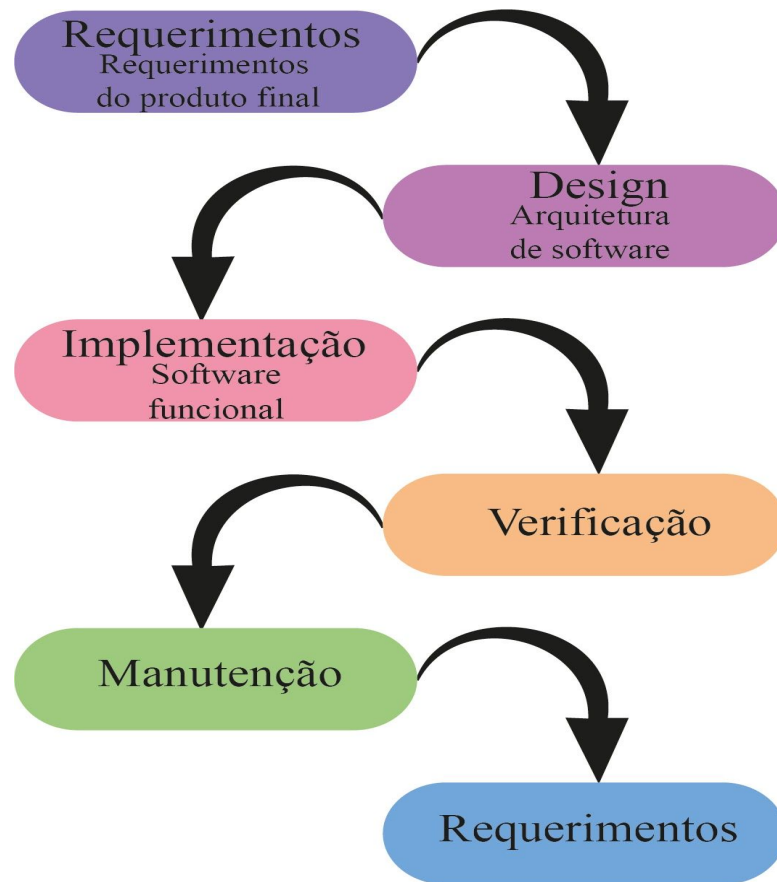 Requerimentos
Requerimentos
do produto final
Design
Arquitetura
de software
Implementação
Software
funcional
Verificação
Manutenção
Requerimentos